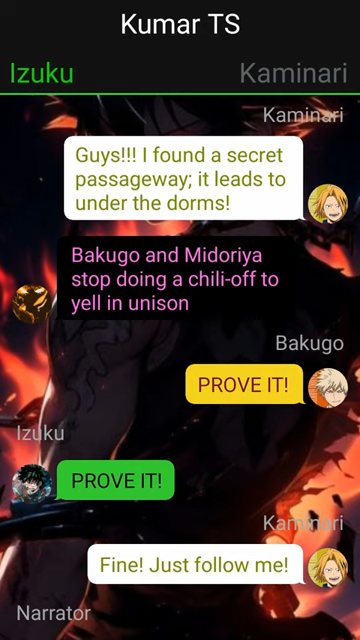 Kumar TS
Izuku Kaminari
Kaminari
Guys!!! I found a secret
passageway; it leads to
under the dorms!
Bakugo and Midoriya
stop doing a chili-off to
yell in unison
Bakugo
PROVE IT!
Izuku
PROVE IT!
Kaminari
Fine! Just follow me!
Narrator